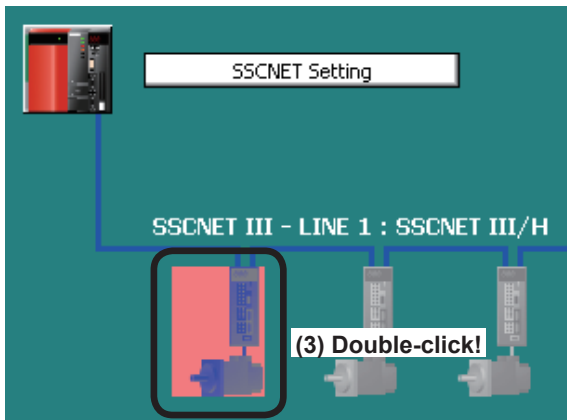 SSCNET Setting
SSCNET III - LINE 1 : SSCNET III/H
(3) Double-click!